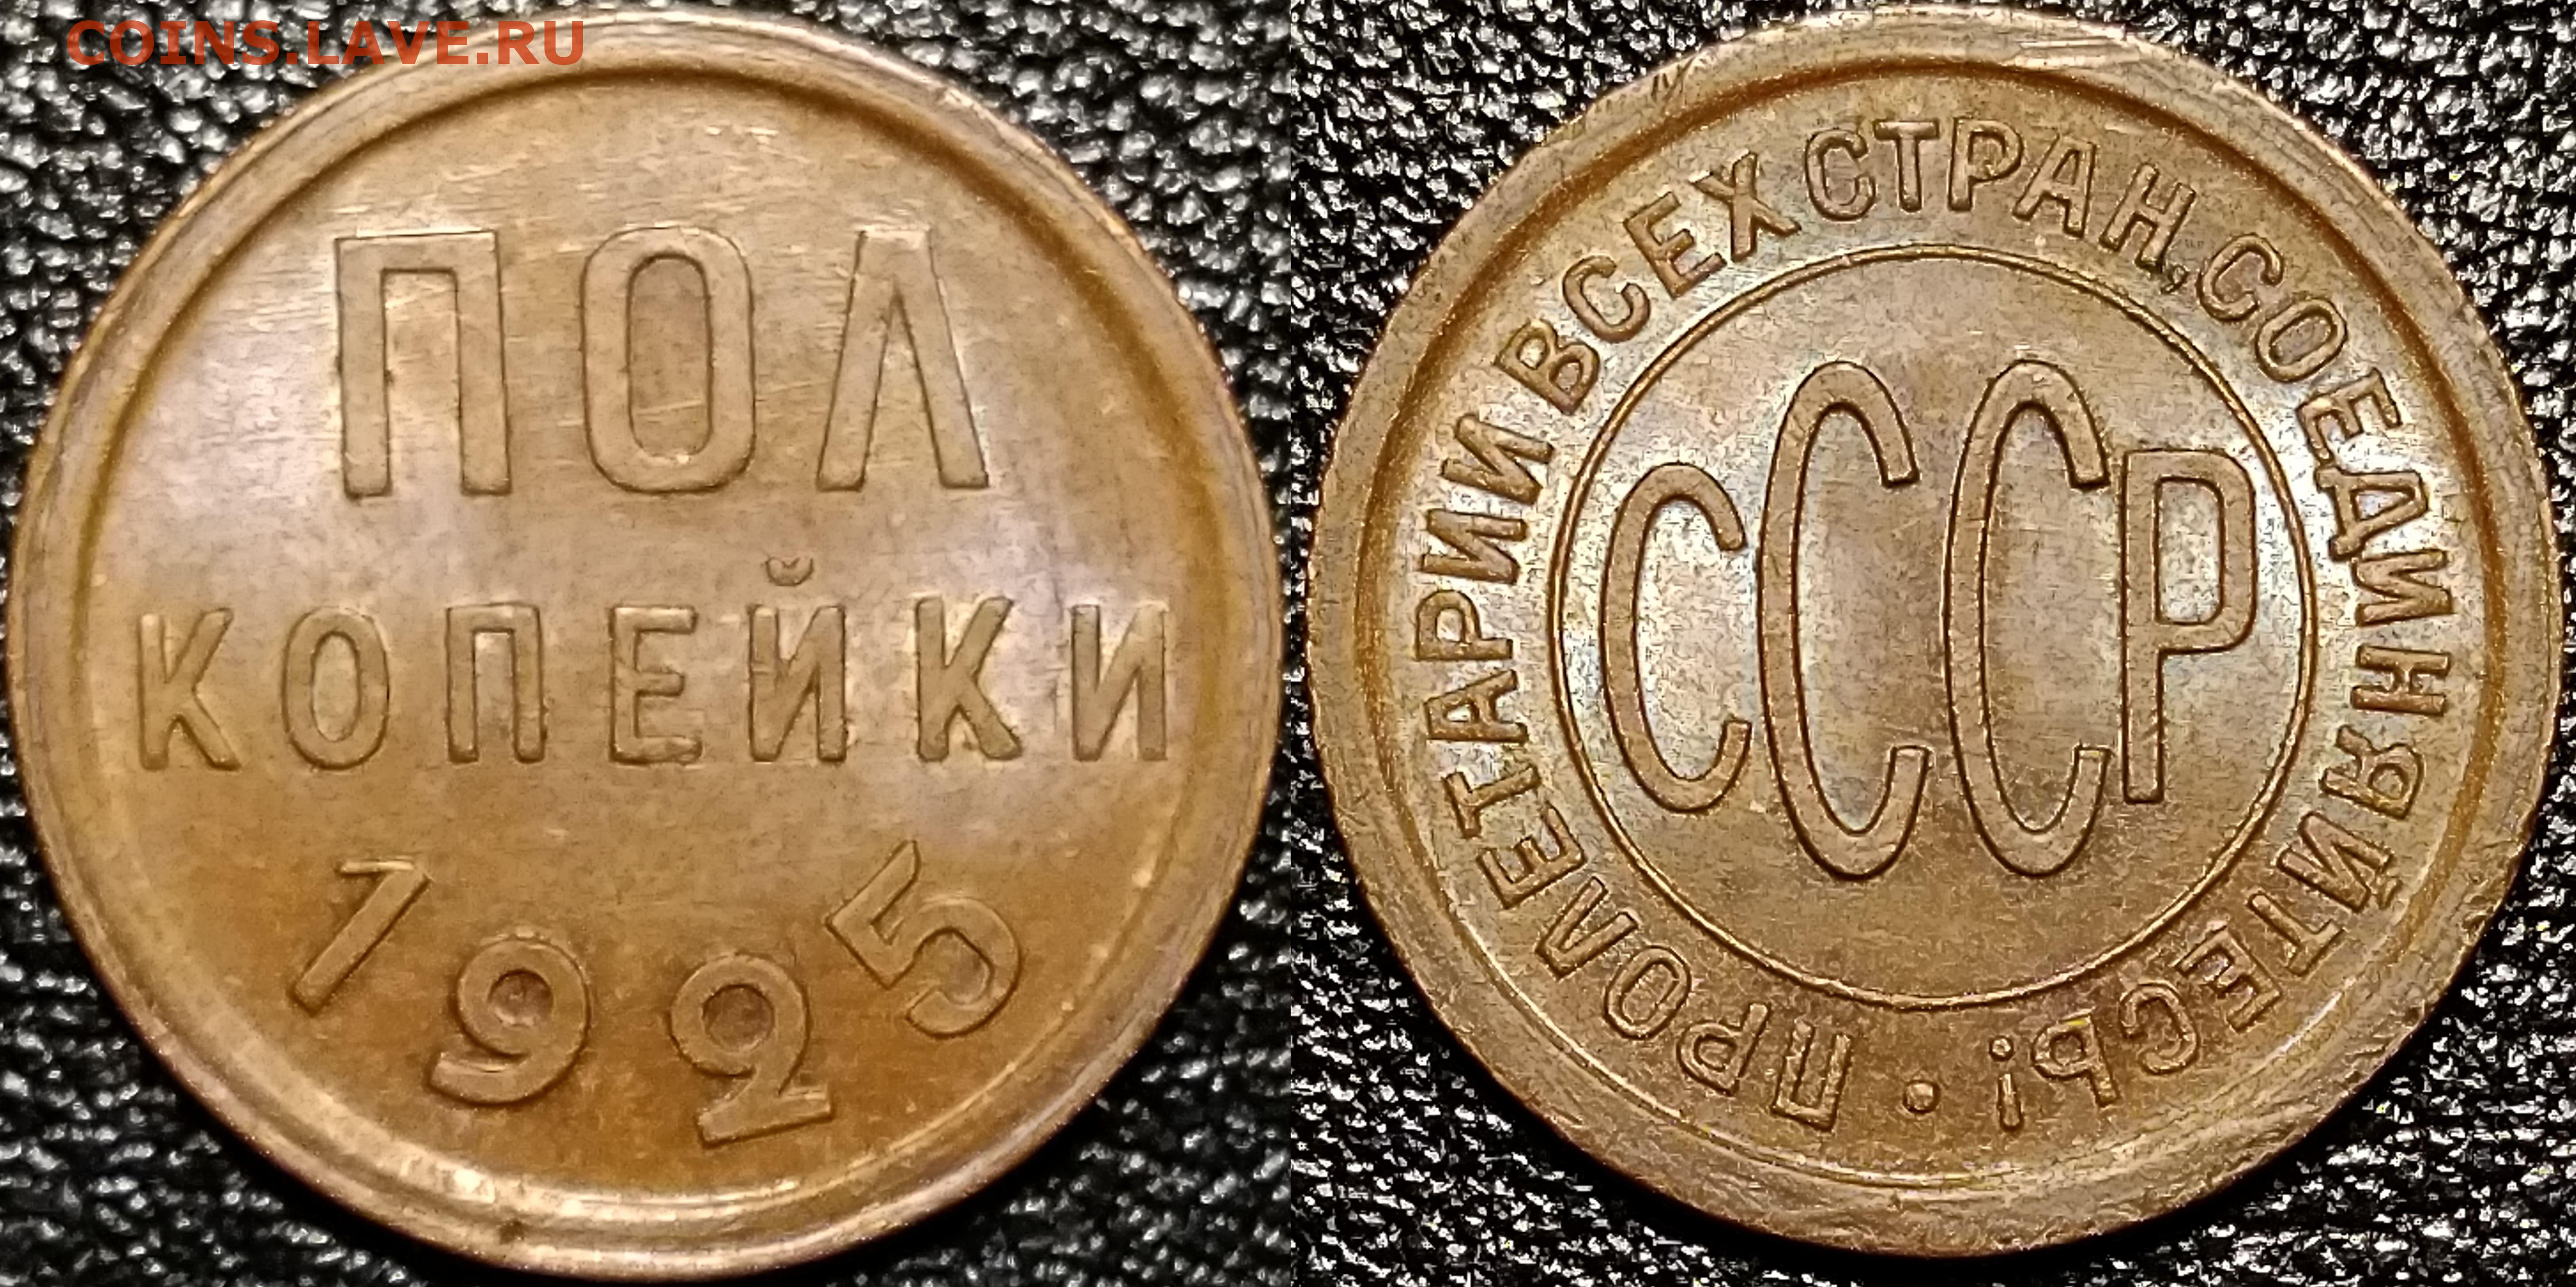 COINS.LAVE.RU
ПОЛ
КОПЕЙКИ
1925
ПРОЛЕТАРИИ ВСЕХ СТРАН, СОЕДИНЯЙТЕСЬ! •
СССР